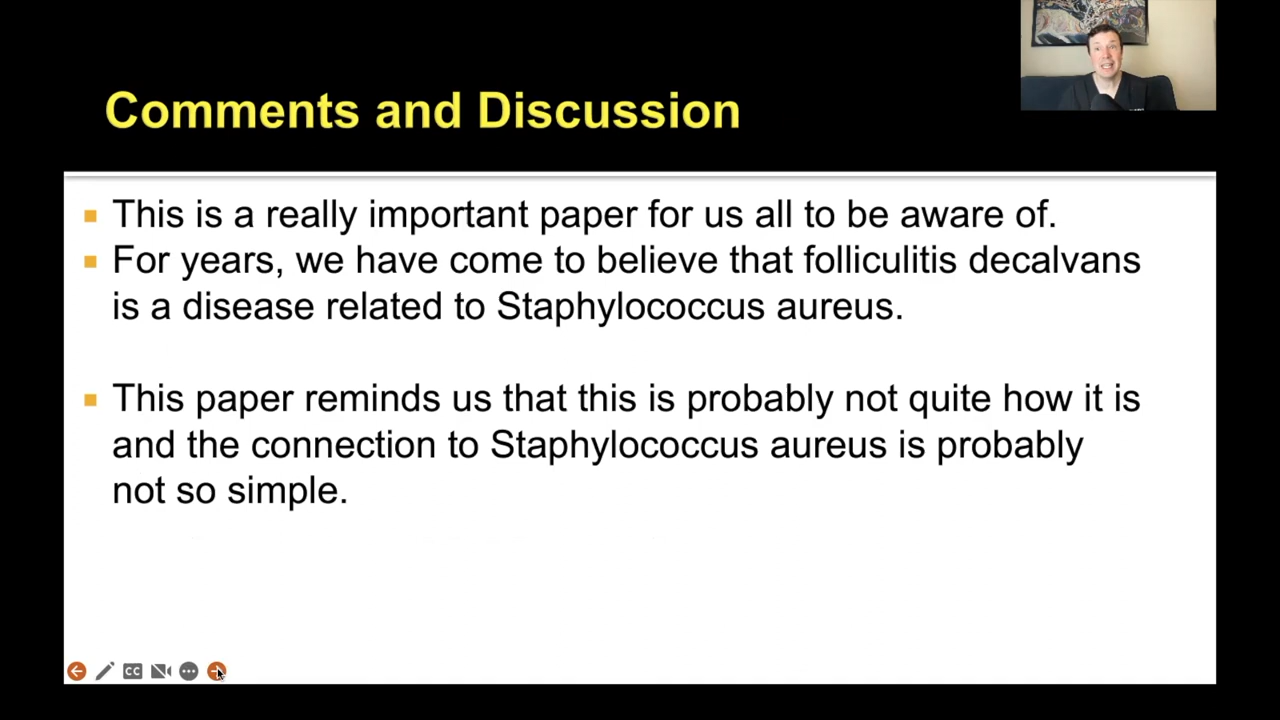 Comments and Discussion
This is a really important paper for us all to be aware of.
For years, we have come to believe that folliculitis decalvans
is a disease related to Staphylococcus aureus.
This paper reminds us that this is probably not quite how it is
and the connection to Staphylococcus aureus is probably
not so simple.
CC